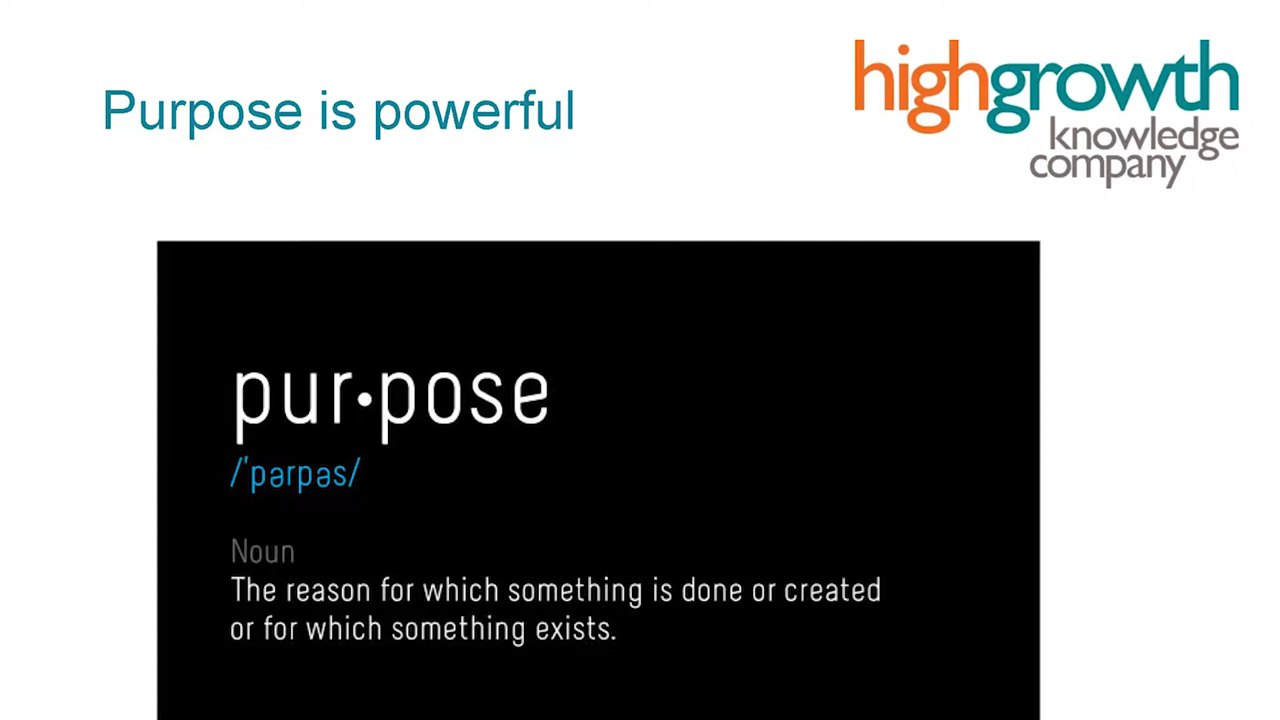 Purpose is powerful
highgrowth
knowledge
company
pur•pose
/ˈpərpəs/
Noun
The reason for which something is done or created
or for which something exists.